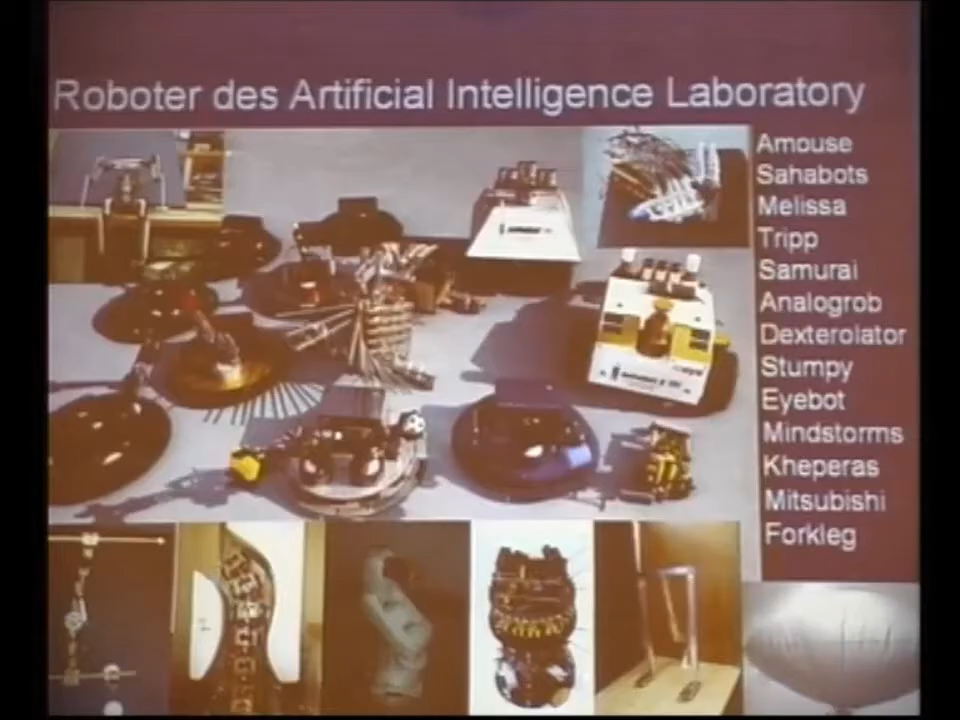 Roboter des Artificial Intelligence Laboratory
Amouse
Sahabots
Melissa
Tripp
Samurai
Analogrob
Dexterolator
Stumpy
Eyebot
Mindstorms
Kheperas
Mitsubishi
Forkleg